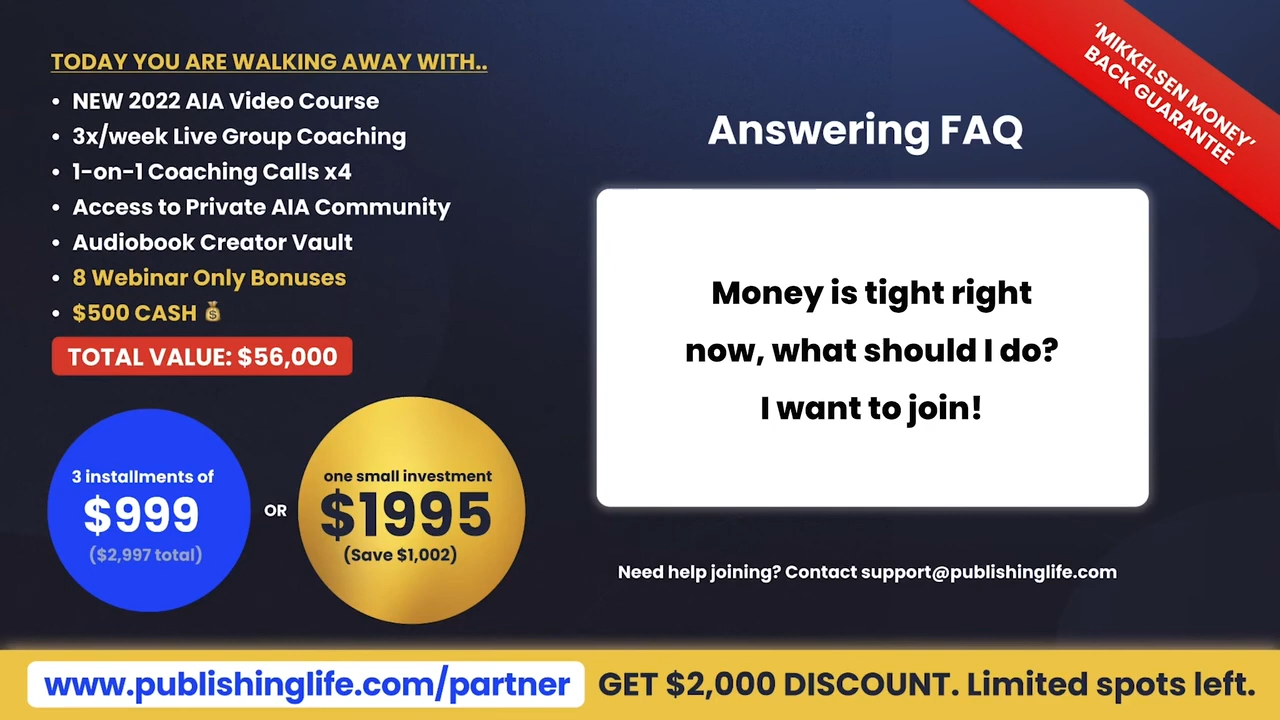 TODAY YOU ARE WALKING AWAY WITH..
• NEW 2022 AIA Video Course
• 3x/week Live Group Coaching
• 1-on-1 Coaching Calls x4
• Access to Private AIA Community
• Audiobook Creator Vault
• 8 Webinar Only Bonuses
• $500 CASH 💰
TOTAL VALUE: $56,000
3 installments of
$999
($2,997 total)
OR
one small investment
$1995
(Save $1,002)
'MIKKELSEN MONEY'
BACK GUARANTEE
Answering FAQ
Money is tight right
now, what should I do?
I want to join!
Need help joining? Contact support@publishinglife.com
www.publishinglife.com/partner
GET $2,000 DISCOUNT. Limited spots left.